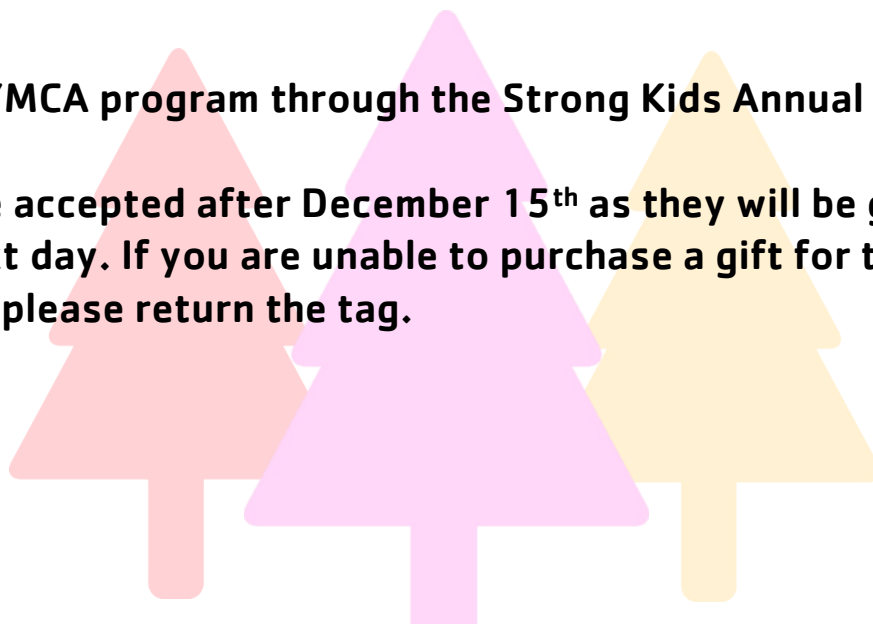 YMCA program through the Strong Kids Annual
accepted after December 15th as they will be
day. If you are unable to purchase a gift for
please return the tag.